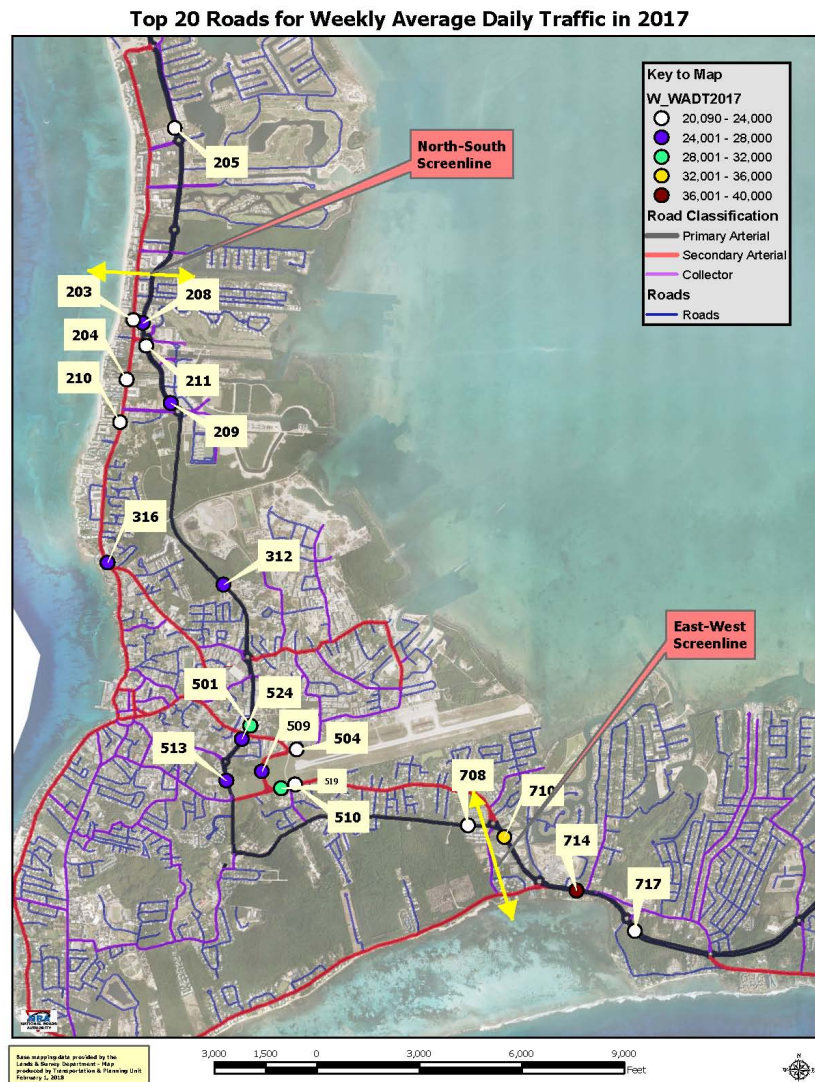 Top 20 Roads for Weekly Average Daily Traffic in 2017
Key to Map
W_WADT2017
20,090 - 24,000
24,001 - 28,000
28,001 - 32,000
32,001 - 36,000
36,001 - 40,000
Road Classification
Primary Arterial
Secondary Arterial
Collector
Roads
Roads
North-South
Screenline
205
203
208
204
210
211
209
316
312
East-West
Screenline
501
524
509
504
513
519
510
708
710
714
717
NATIONAL ROADS
AUTHORITY
Base mapping data provided by the
Lands & Survey Department - Map
produced by Transportation & Planning Unit
February 1, 2018
3,000 1,500 0 3,000 6,000 9,000
Feet
N